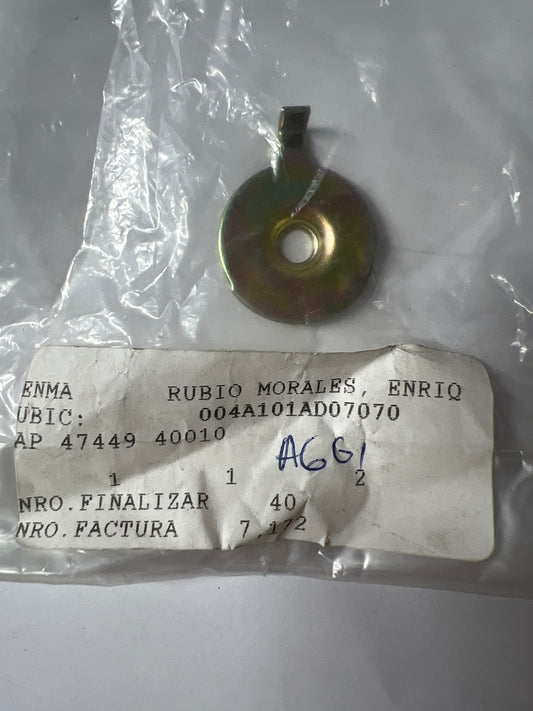 ENMA RUBIO MORALES, ENRIQ
UBIC: 004A101AD07070
AP 47449 40010
AGG1
1 1 2
NRO.FINALIZAR 40
NRO.FACTURA 7,172